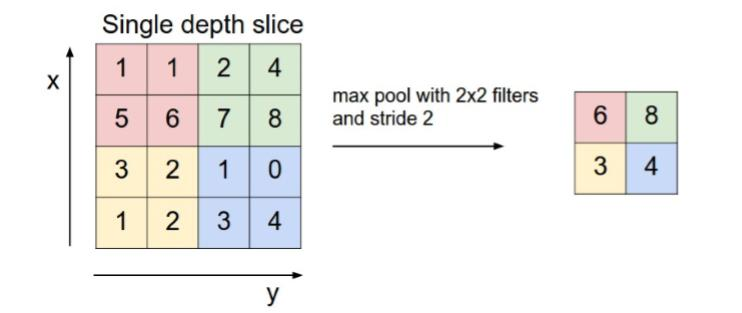 Single depth slice
x
1 1 2 4
5 6 7 8
3 2 1 0
1 2 3 4
y
max pool with 2x2 filters
and stride 2
6 8
3 4